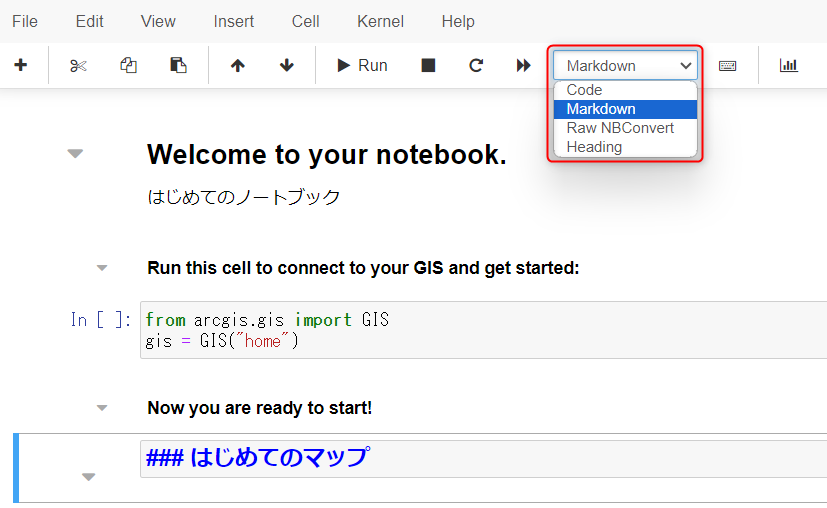 File Edit View Insert Cell Kernel Help
Run Markdown
Code
Markdown
Raw NBConvert
Heading
Welcome to your notebook.
はじめてのノートブック
Run this cell to connect to your GIS and get started:
In [ ]: from arcgis.gis import GIS
gis = GIS("home")
Now you are ready to start!
### はじめてのマップ